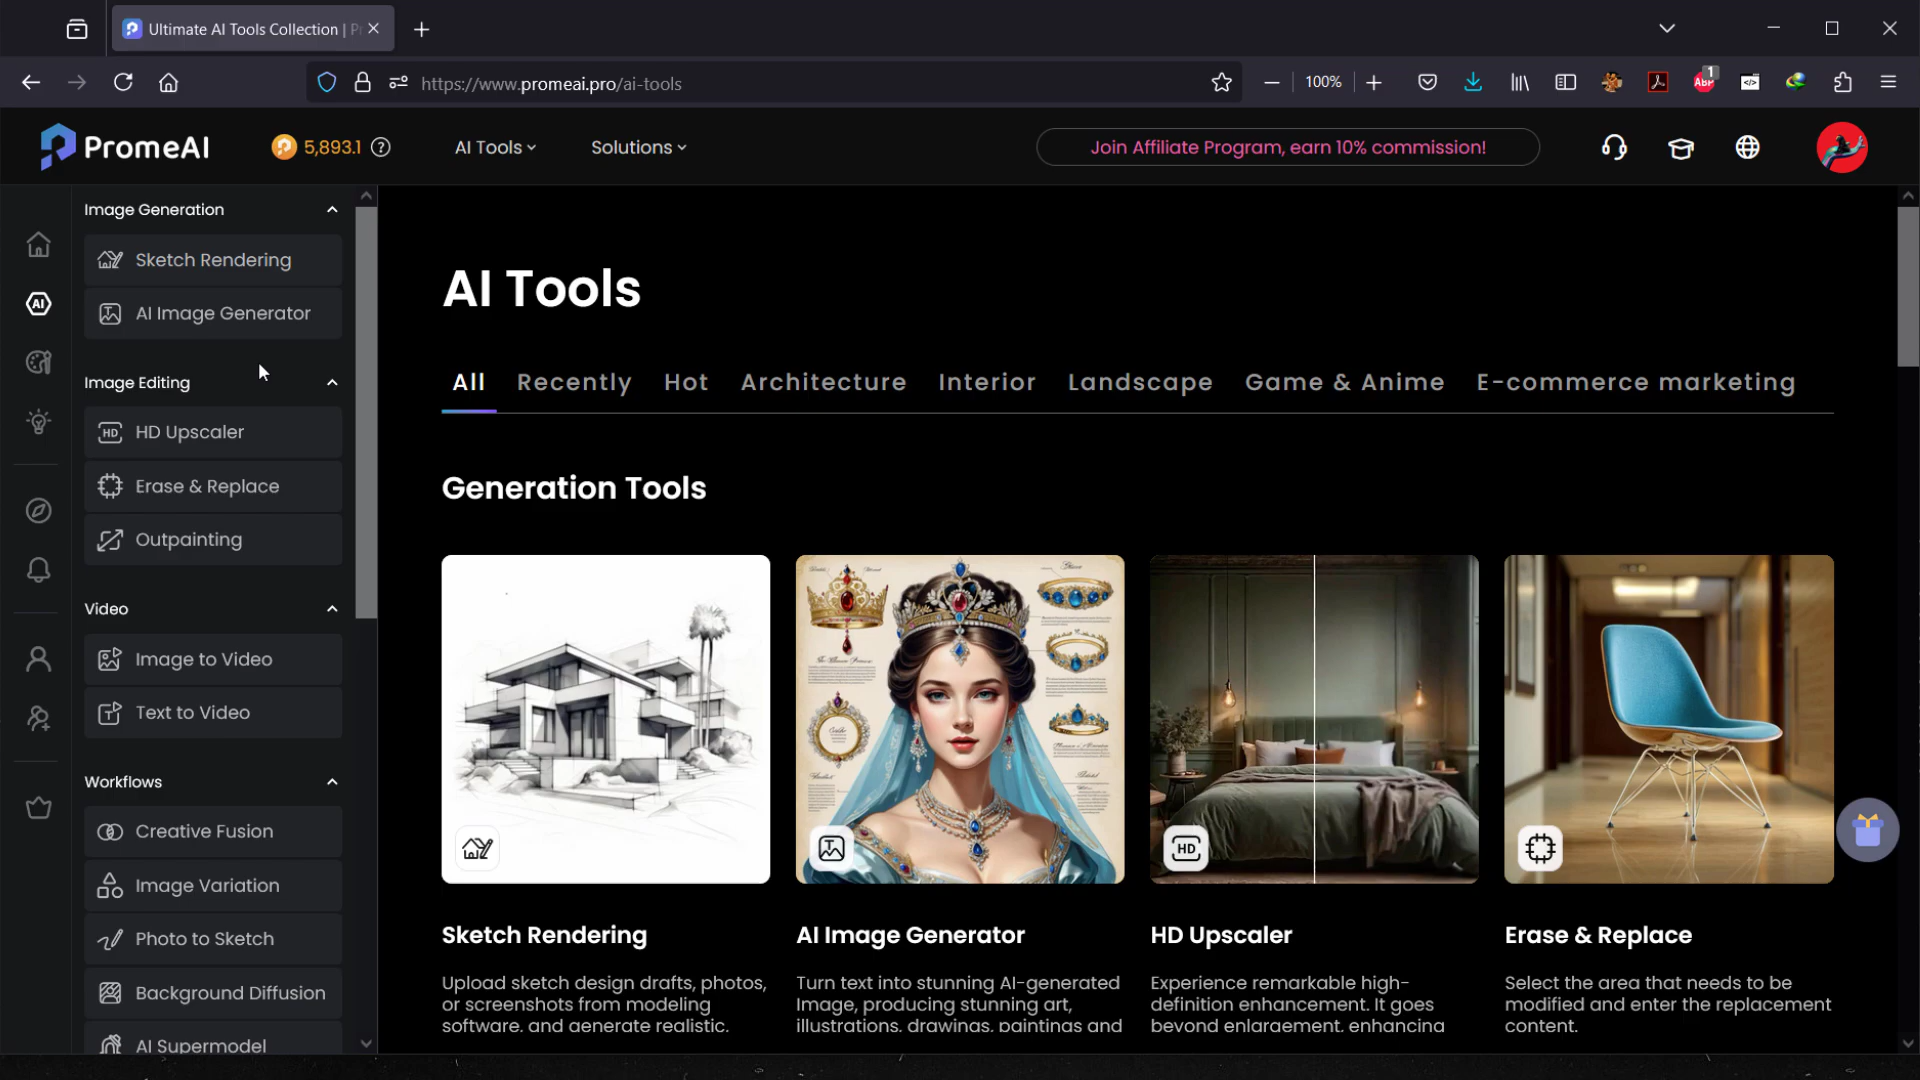 Ultimate AI Tools Collection | P
https://www.promeai.pro/ai-tools
100%
ABP
1
PromeAI
5,893.1
AI Tools
Solutions
Join Affiliate Program, earn 10% commission!
Image Generation
Sketch Rendering
AI Image Generator
Image Editing
HD Upscaler
Erase & Replace
Outpainting
Video
Image to Video
Text to Video
Workflows
Creative Fusion
Image Variation
Photo to Sketch
Background Diffusion
AI Supermodel
AI Tools
All Recently Hot Architecture Interior Landscape Game & Anime E-commerce marketing
Generation Tools
HD
Sketch Rendering
Upload sketch design drafts, photos,
or screenshots from modeling
software, and generate realistic,
AI Image Generator
Turn text into stunning AI-generated
Image, producing stunning art,
illustrations, drawings, paintings and
HD Upscaler
Experience remarkable high-
definition enhancement. It goes
beyond enlargement, enhancing
Erase & Replace
Select the area that needs to be
modified and enter the replacement
content.